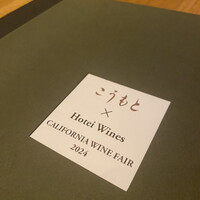 こうもと
×
Hotei Wines
CALIFORNIA WINE FAIR
2024